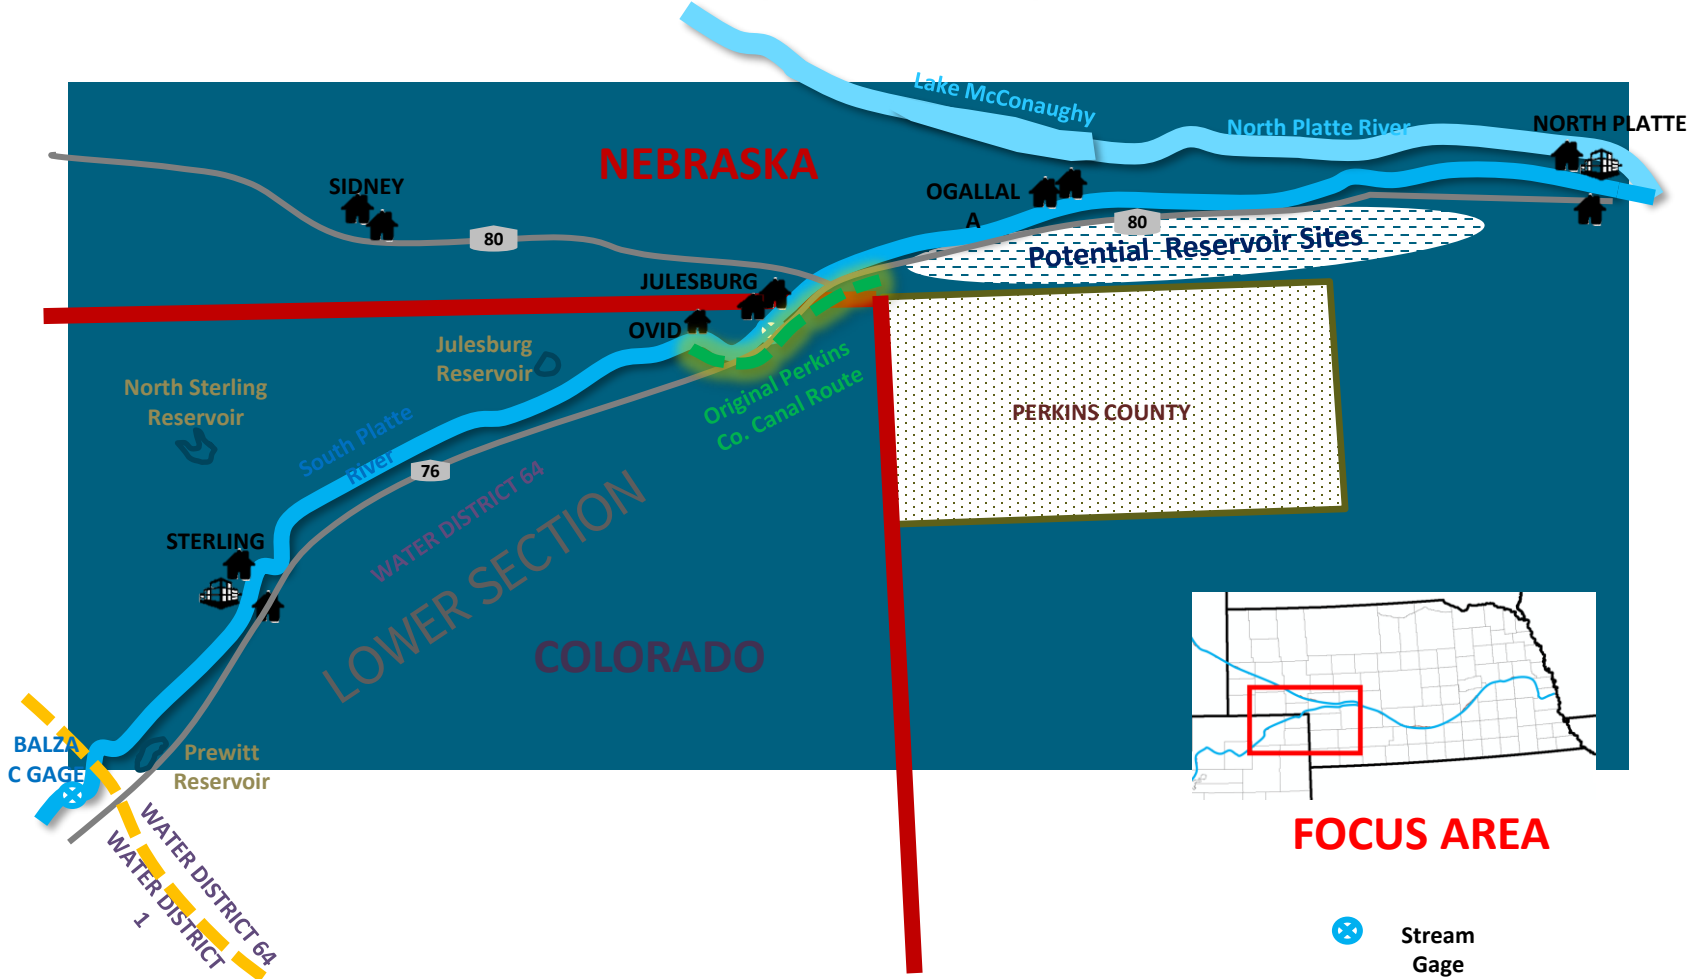 Lake McConaughy
North Platte River
NORTH PLATTE
NEBRASKA
SIDNEY
OGALLAL
A
80
80
Potential Reservoir Sites
JULESBURG
OVID
Julesburg
Reservoir
North Sterling
Reservoir
Original Perkins
Co. Canal Route
PERKINS COUNTY
South Platte
River
76
WATER DISTRICT 64
LOWER SECTION
STERLING
COLORADO
BALZA
C GAGE
Prewitt
Reservoir
WATER DISTRICT 64
WATER DISTRICT
1
FOCUS AREA
Stream
Gage